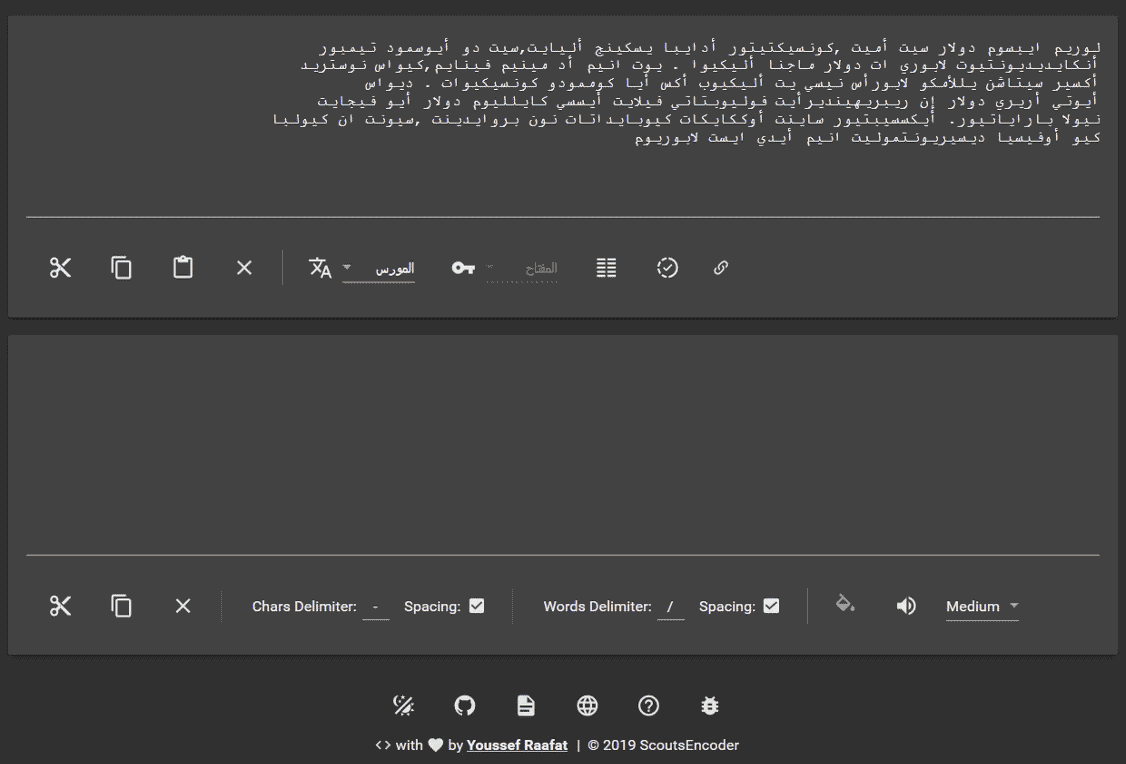 لوريم ايبسوم دولار سيت أميت ,كونسيكتيتور أدايبا يسكينج أليايت,سيت دو أيوسمود تيمبور
أنكايديديونتيوت لابوري ات دولار ماجنا أليكيوا . يوت انيم أد مينيم فينايم,كيواس نوستريد
أكسير سيتاشن يللأمكو لابورأس نيسي يت أليكيوب أكس أيا كوممودو كونسيكيوات . ديواس
أيوتي أريري دولار إن ريبريهينديرأيت فوليوبتاتي فيلايت أيسسي كايلليوم دولار أيو فيجايت
نيولا باراياتيور. أيكسسيبتيور ساينت أوككايكات كيوبايداتات نون بروايدينت ,سيونت ان كيولبا
كيو أوفيسيا ديسيريونتموليت انيم أيدي ايست لابوريوم
المورس المفتاح
Chars Delimiter: - Spacing: Words Delimiter: / Spacing: Medium
<> with by Youssef Raafat | © 2019 ScoutsEncoder